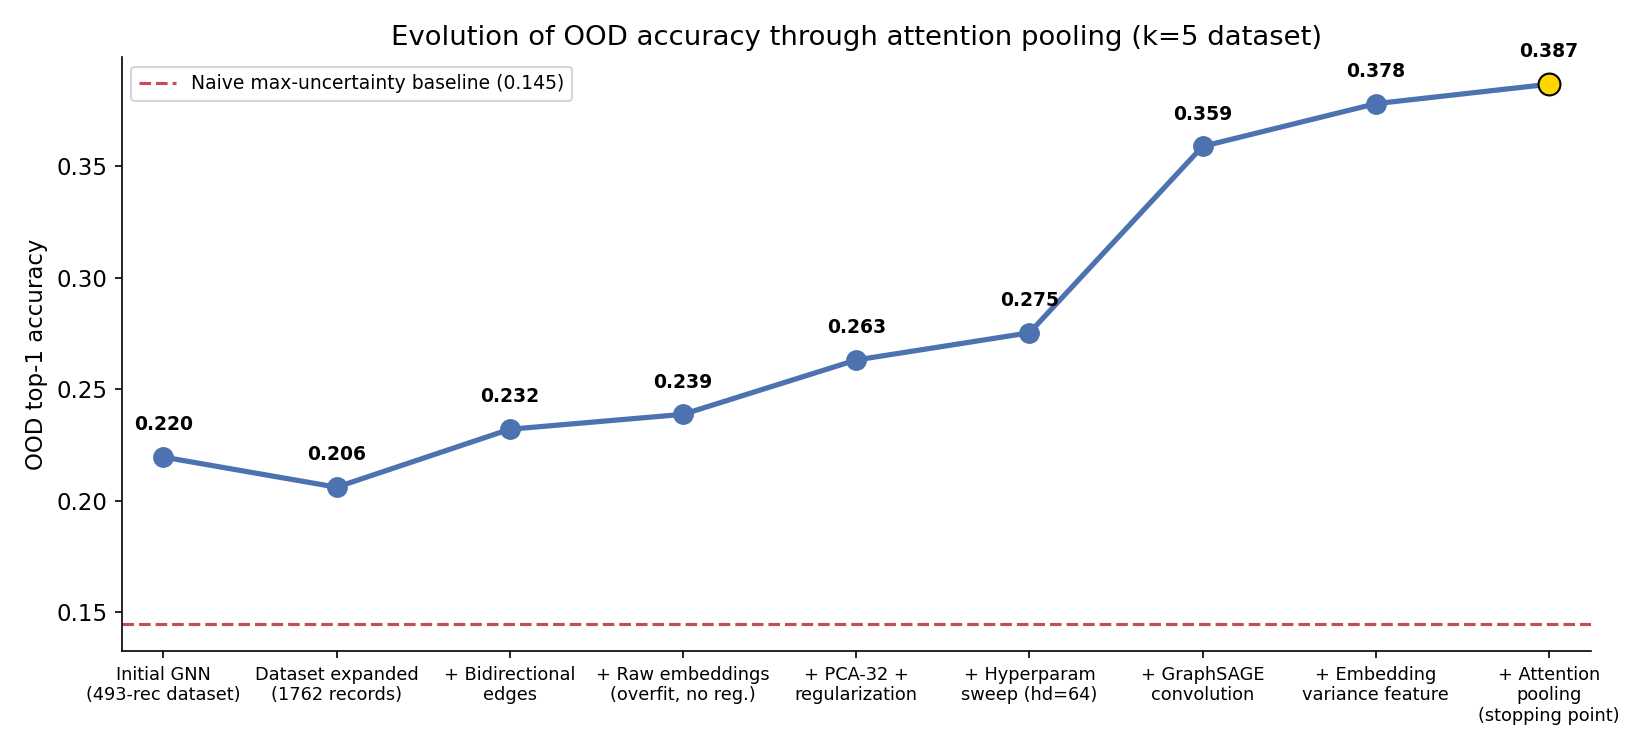 Evolution of OOD accuracy through attention pooling (k=5 dataset)
Naive max-uncertainty baseline (0.145)
OOD top-1 accuracy
0.35
0.30
0.25
0.20
0.15
0.220
0.206
0.232
0.239
0.263
0.275
0.359
0.378
0.387
Initial GNN
(493-rec dataset)
Dataset expanded
(1762 records)
+ Bidirectional
edges
+ Raw embeddings
(overfit, no reg.)
+ PCA-32 +
regularization
+ Hyperparam
sweep (hd=64)
+ GraphSAGE
convolution
+ Embedding
variance feature
+ Attention
pooling
(stopping point)